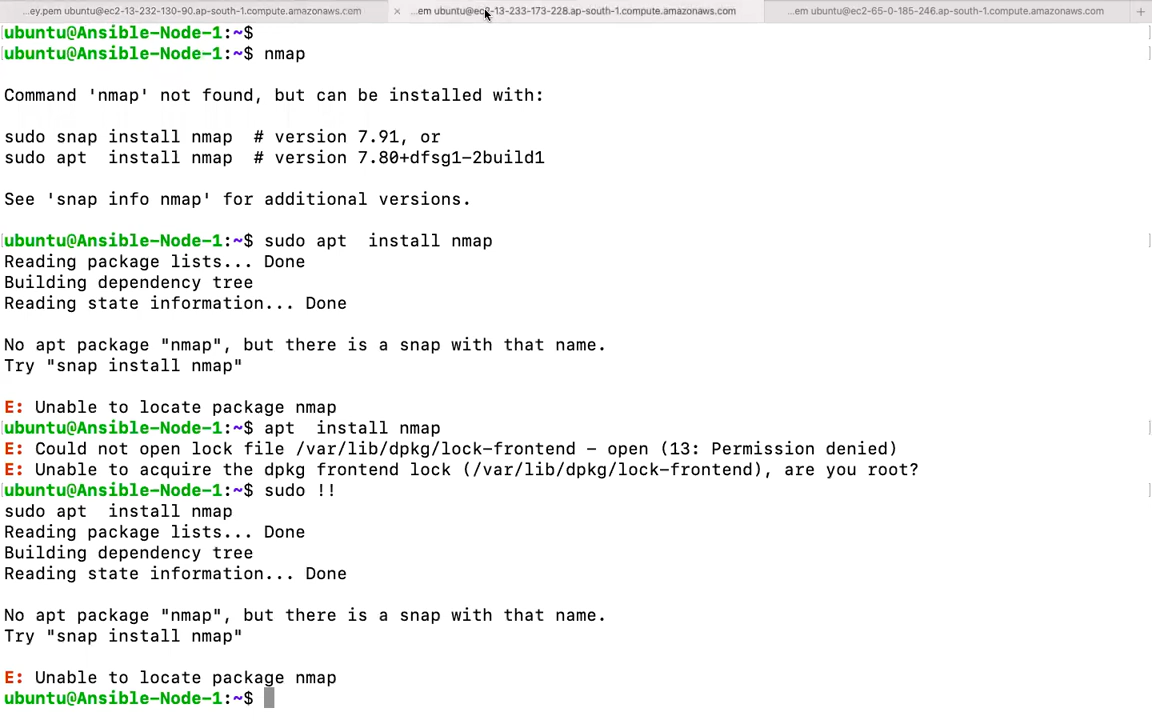 ...ey.pem ubuntu@ec2-13-232-130-90.ap-south-1.compute.amazonaws.com × ...em ubuntu@ec2-13-233-173-228.ap-south-1.compute.amazonaws.com ...em ubuntu@ec2-65-0-185-246.ap-south-1.compute.amazonaws.com +
ubuntu@Ansible-Node-1:~$
ubuntu@Ansible-Node-1:~$ nmap
Command 'nmap' not found, but can be installed with:
sudo snap install nmap  # version 7.91, or
sudo apt  install nmap  # version 7.80+dfsg1-2build1
See 'snap info nmap' for additional versions.
ubuntu@Ansible-Node-1:~$ sudo apt  install nmap
Reading package lists... Done
Building dependency tree
Reading state information... Done
No apt package "nmap", but there is a snap with that name.
Try "snap install nmap"
E: Unable to locate package nmap
ubuntu@Ansible-Node-1:~$ apt  install nmap
E: Could not open lock file /var/lib/dpkg/lock-frontend - open (13: Permission denied)
E: Unable to acquire the dpkg frontend lock (/var/lib/dpkg/lock-frontend), are you root?
ubuntu@Ansible-Node-1:~$ sudo !!
sudo apt  install nmap
Reading package lists... Done
Building dependency tree
Reading state information... Done
No apt package "nmap", but there is a snap with that name.
Try "snap install nmap"
E: Unable to locate package nmap
ubuntu@Ansible-Node-1:~$